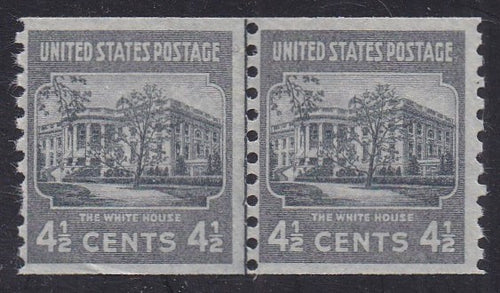 UNITED STATES POSTAGE
THE WHITE HOUSE
4½ CENTS 4½
UNITED STATES POSTAGE
THE WHITE HOUSE
4½ CENTS 4½